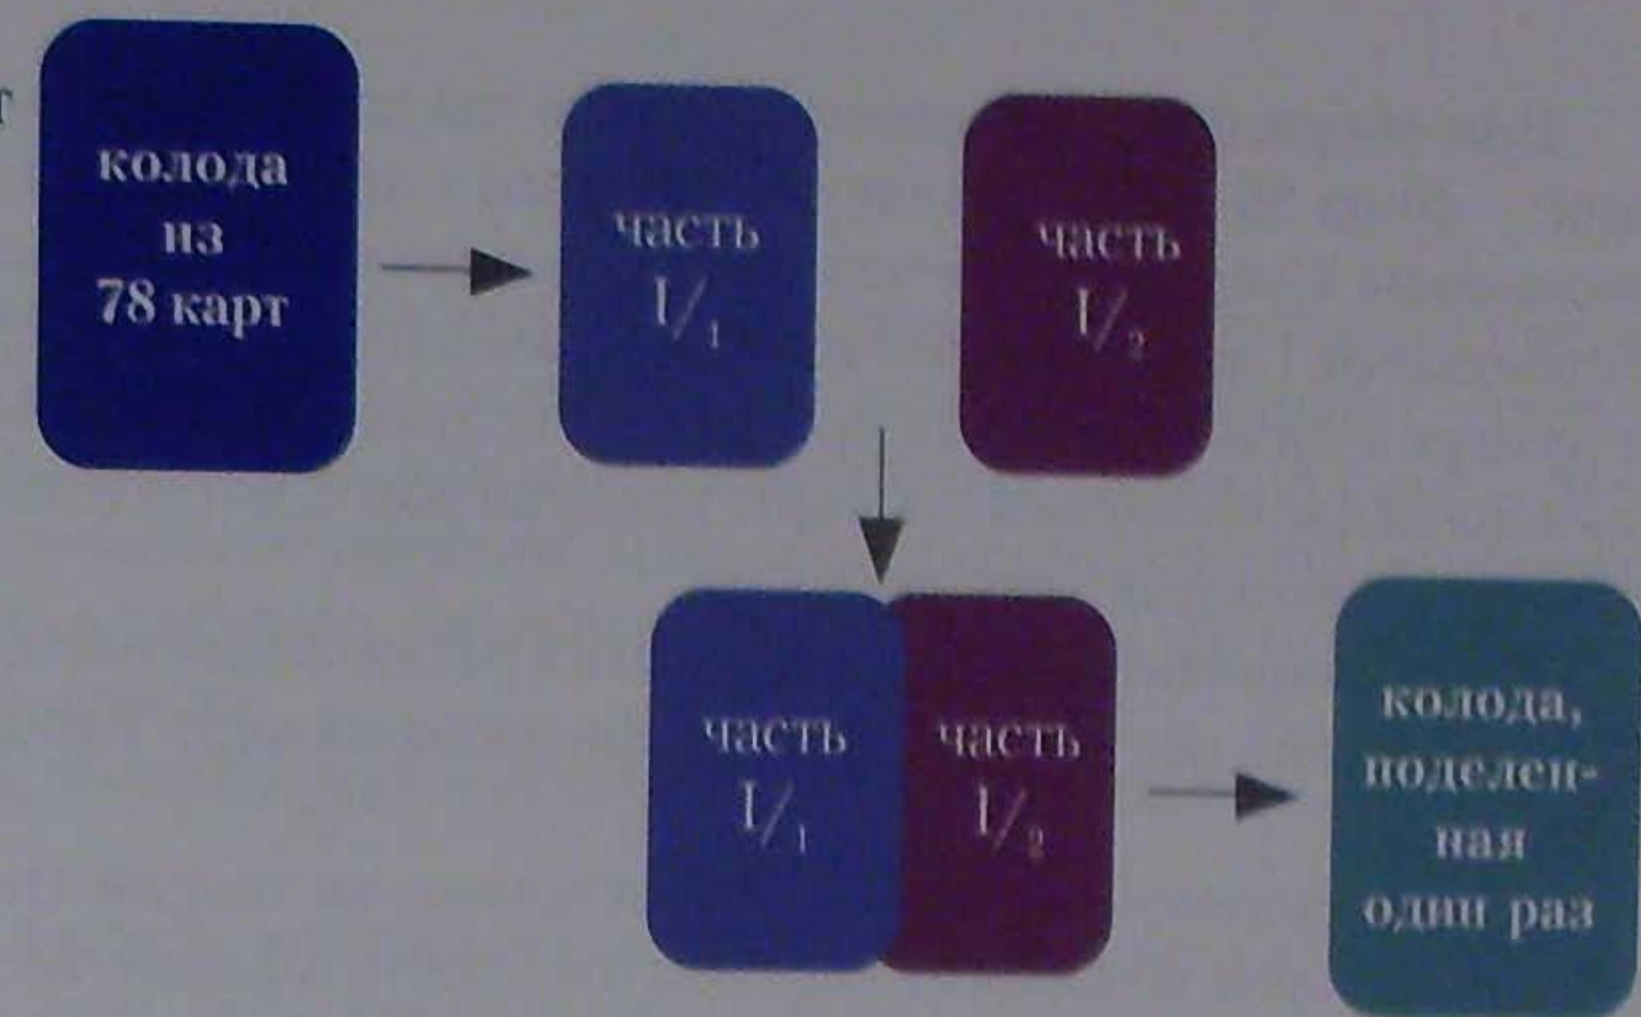 т
колода
из
78 карт
часть
I/₁
часть
I/₂
часть
I/₁
часть
I/₂
колода,
поделен-
ная
один раз